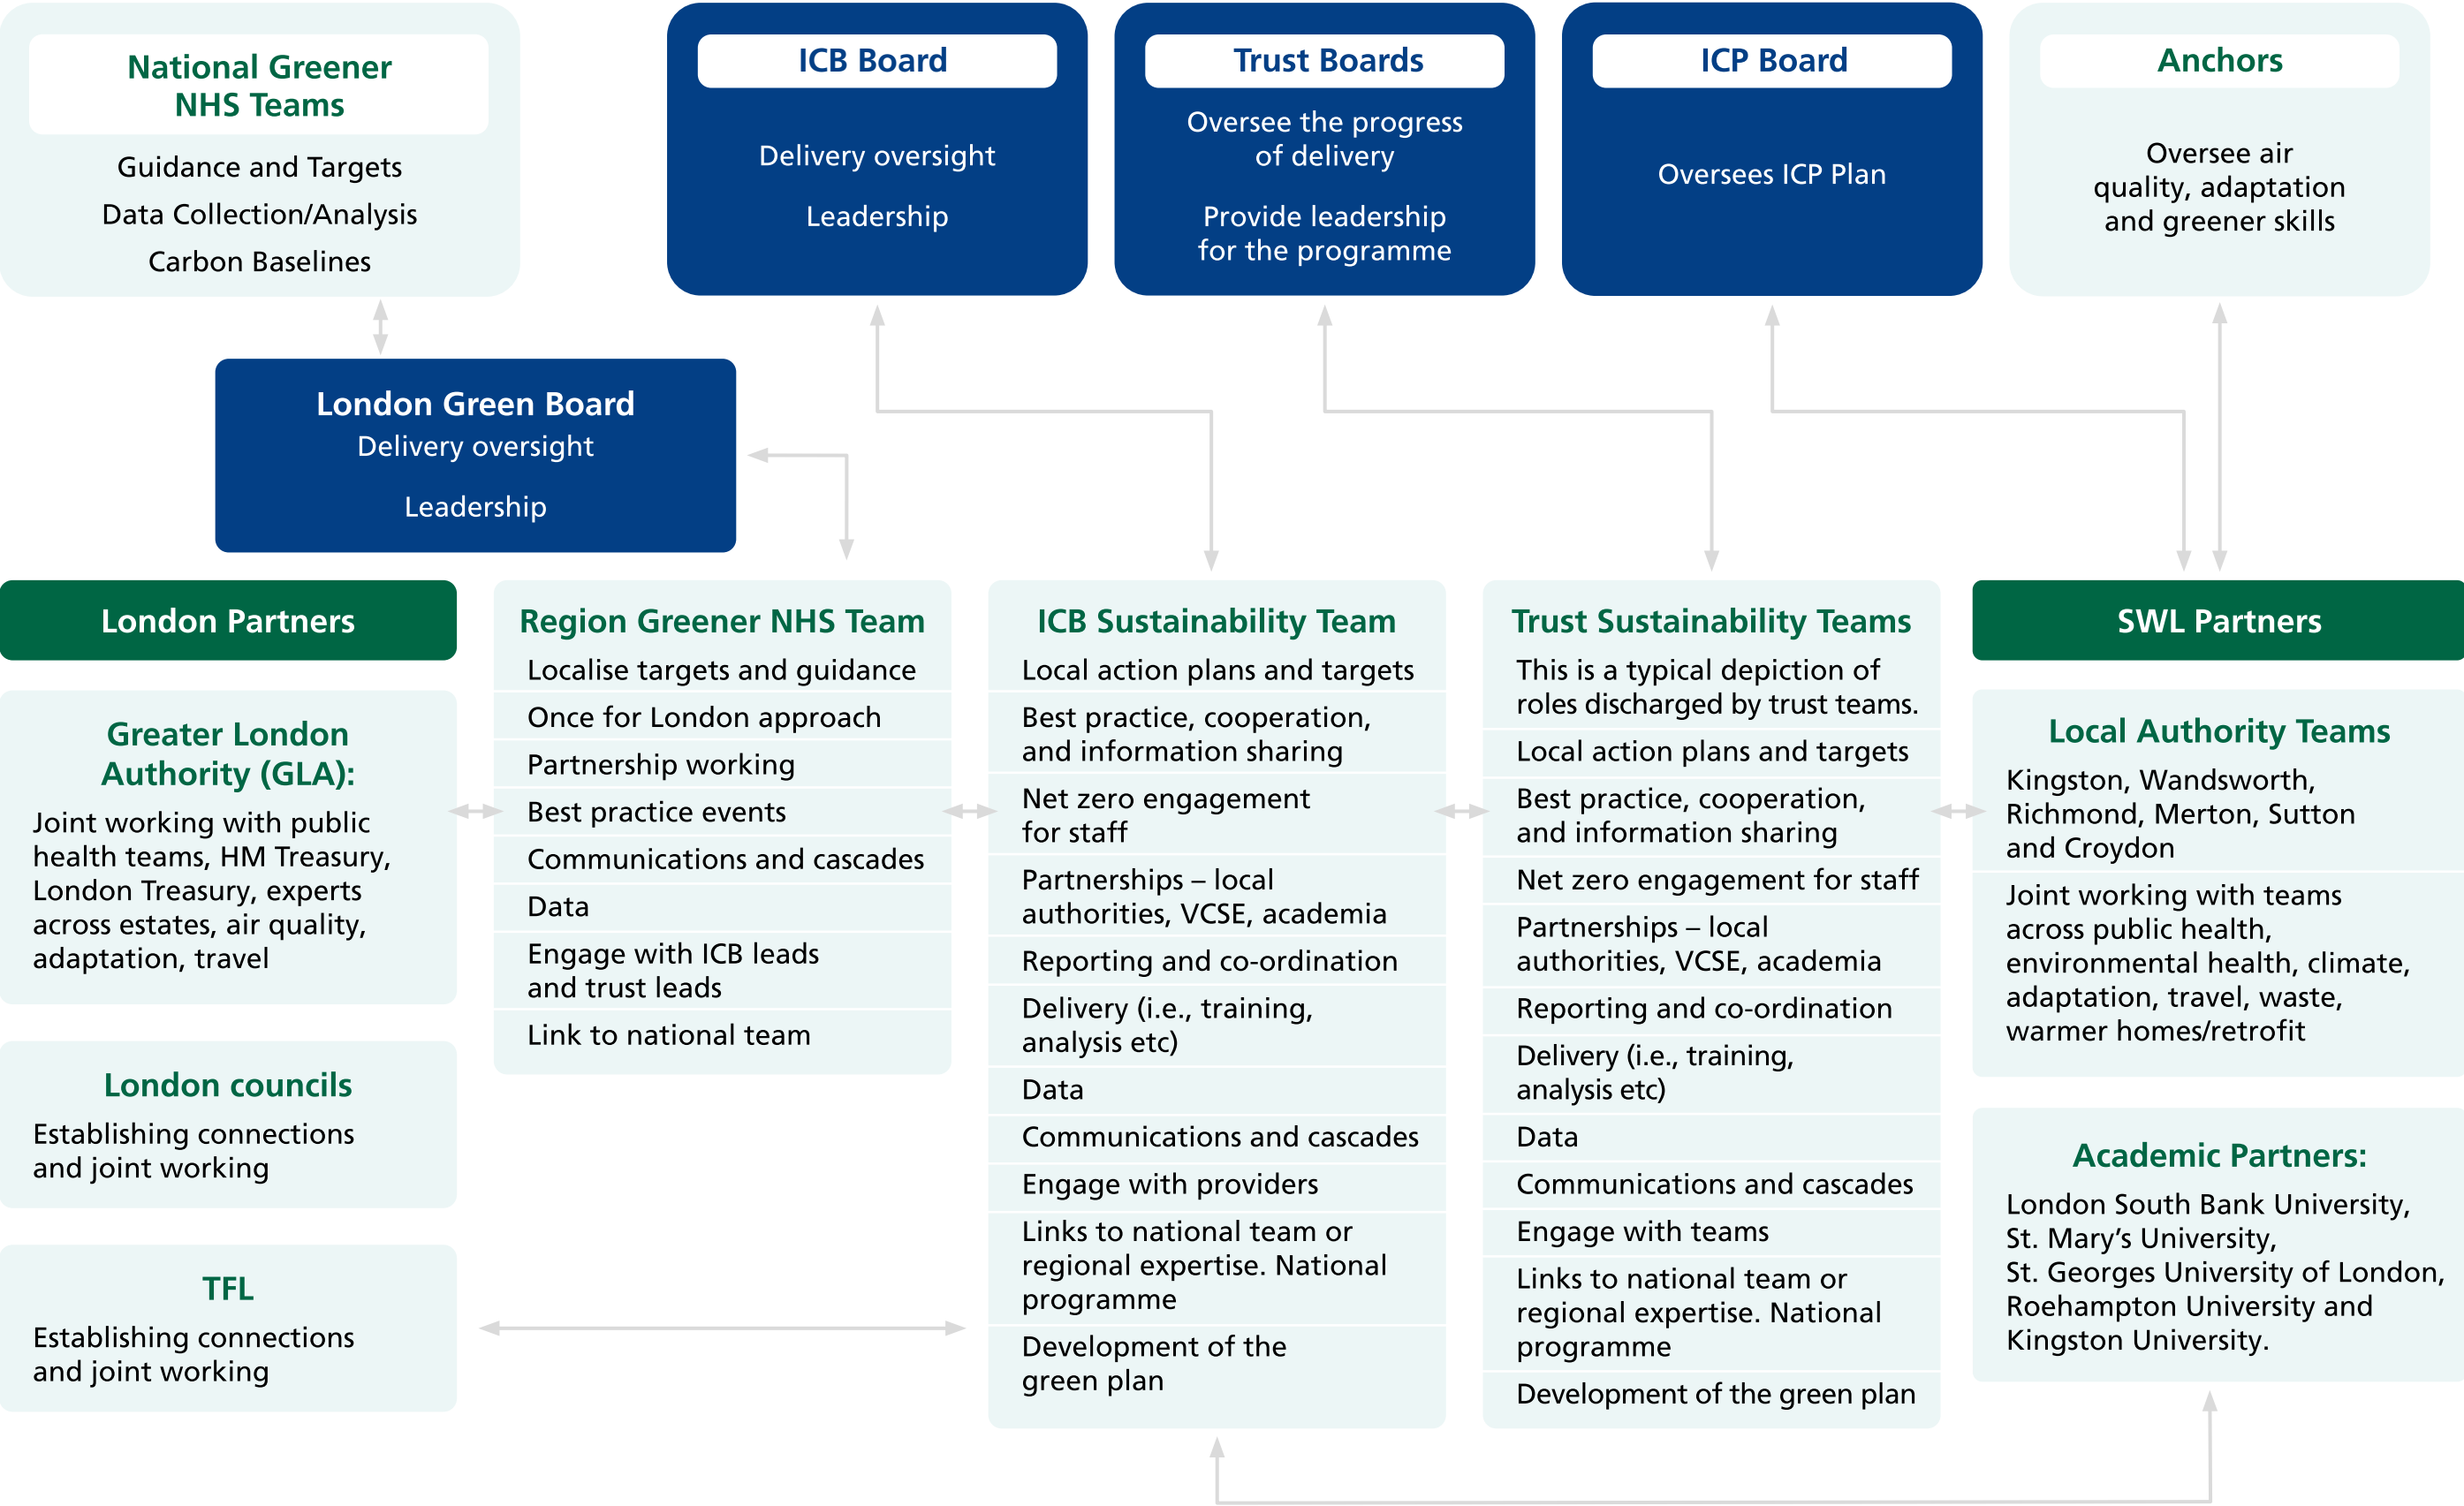 National Greener
NHS Teams
Guidance and Targets
Data Collection/Analysis
Carbon Baselines
ICB Board
Delivery oversight
Leadership
Trust Boards
Oversee the progress
of delivery
Provide leadership
for the programme
ICP Board
Oversees ICP Plan
Anchors
Oversee air
quality, adaptation
and greener skills
London Green Board
Delivery oversight
Leadership
London Partners
Greater London
Authority (GLA):
Joint working with public
health teams, HM Treasury,
London Treasury, experts
across estates, air quality,
adaptation, travel
London councils
Establishing connections
and joint working
TFL
Establishing connections
and joint working
Region Greener NHS Team
Localise targets and guidance
Once for London approach
Partnership working
Best practice events
Communications and cascades
Data
Engage with ICB leads
and trust leads
Link to national team
ICB Sustainability Team
Local action plans and targets
Best practice, cooperation,
and information sharing
Net zero engagement
for staff
Partnerships – local
authorities, VCSE, academia
Reporting and co-ordination
Delivery (i.e., training,
analysis etc)
Data
Communications and cascades
Engage with providers
Links to national team or
regional expertise. National
programme
Development of the
green plan
Trust Sustainability Teams
This is a typical depiction of
roles discharged by trust teams.
Local action plans and targets
Best practice, cooperation,
and information sharing
Net zero engagement for staff
Partnerships – local
authorities, VCSE, academia
Reporting and co-ordination
Delivery (i.e., training,
analysis etc)
Data
Communications and cascades
Engage with teams
Links to national team or
regional expertise. National
programme
Development of the green plan
SWL Partners
Local Authority Teams
Kingston, Wandsworth,
Richmond, Merton, Sutton
and Croydon
Joint working with teams
across public health,
environmental health, climate,
adaptation, travel, waste,
warmer homes/retrofit
Academic Partners:
London South Bank University,
St. Mary’s University,
St. Georges University of London,
Roehampton University and
Kingston University.